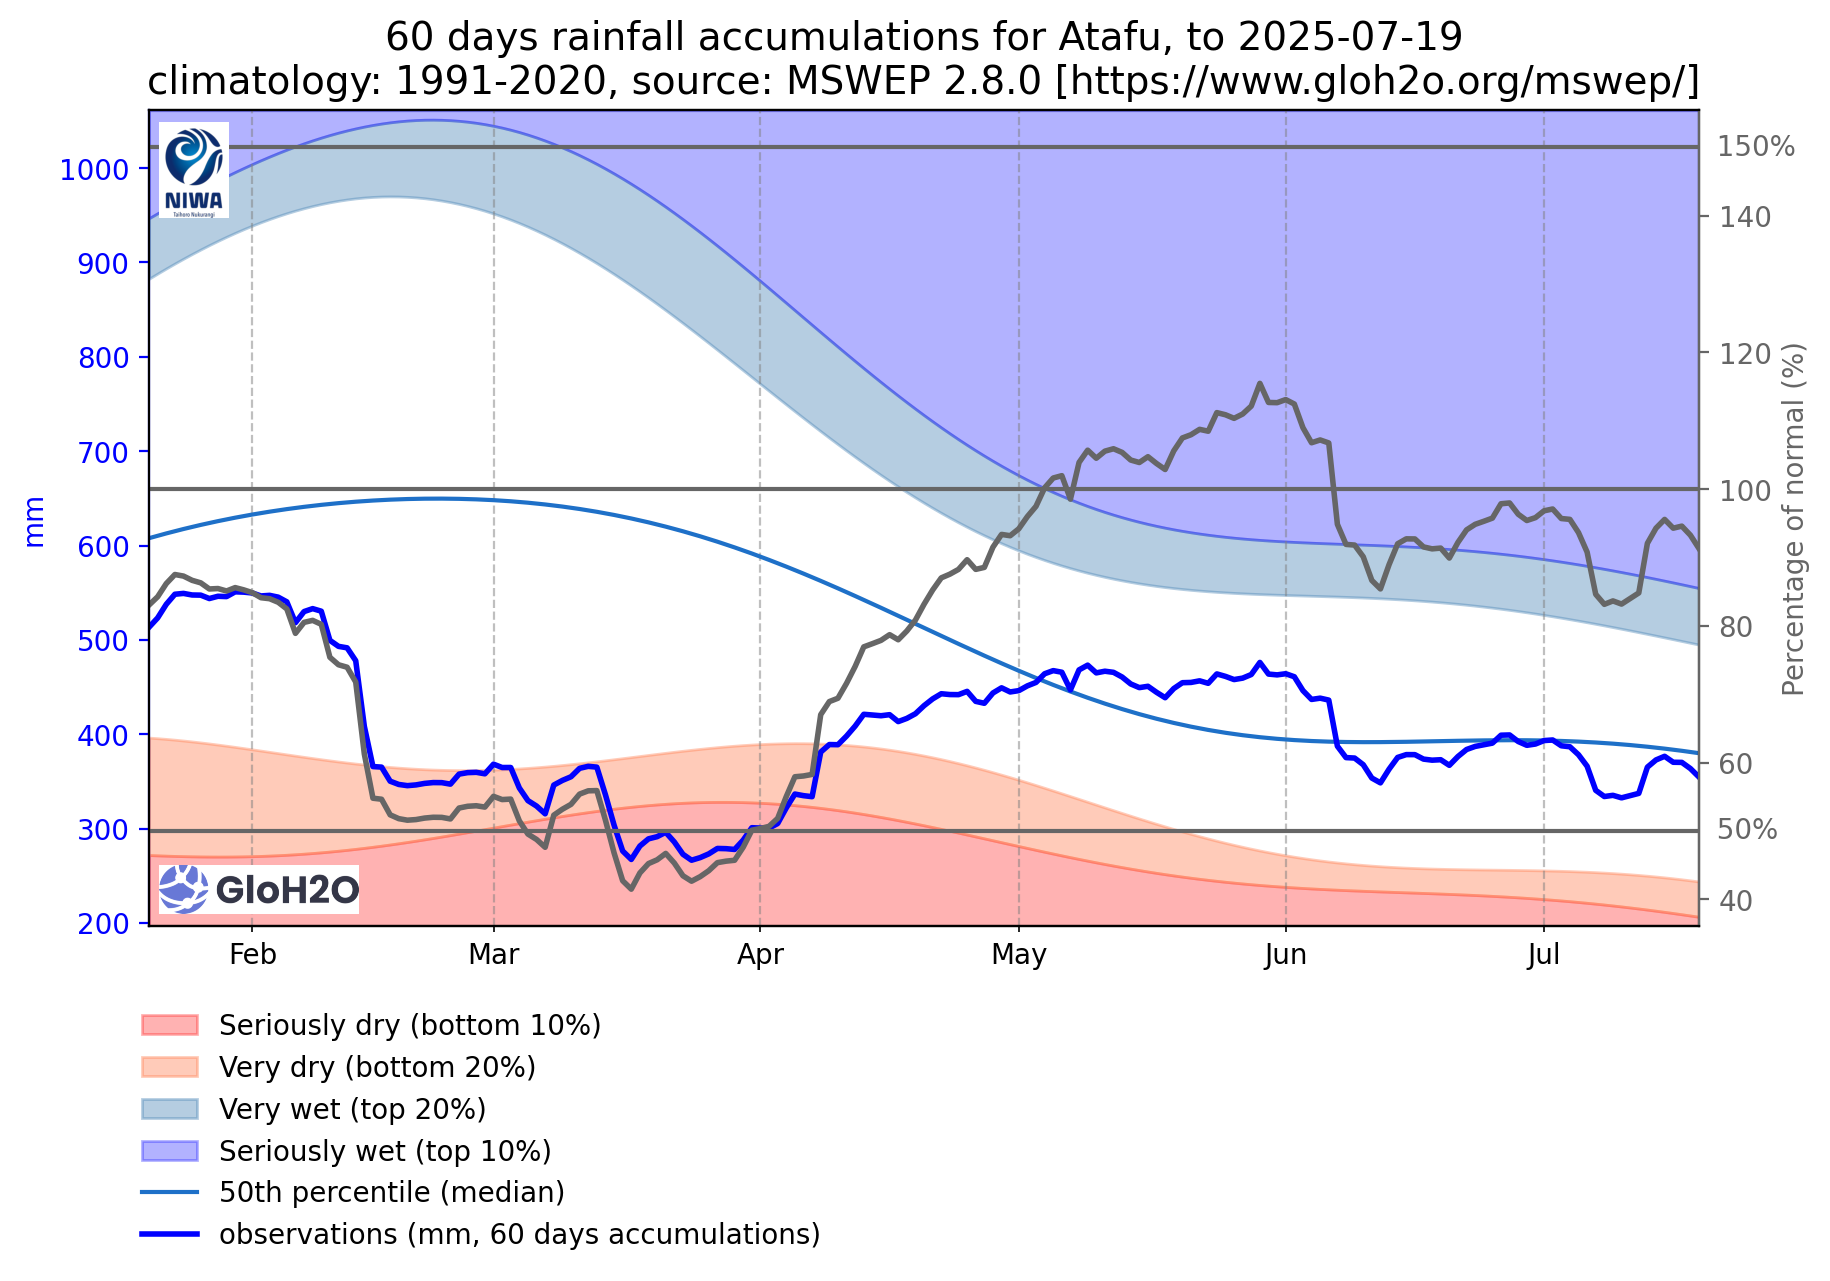 60 days rainfall accumulations for Atafu, to 2025-07-19
climatology: 1991-2020, source: MSWEP 2.8.0 [https://www.gloh2o.org/mswep/]
NIWA
Taihoro Nukurangi
1000
900
800
700
600
500
400
300
200
mm
150%
140
120
100
80
60
50%
40
Percentage of normal (%)
GloH2O
Feb Mar Apr May Jun Jul
Seriously dry (bottom 10%)
Very dry (bottom 20%)
Very wet (top 20%)
Seriously wet (top 10%)
50th percentile (median)
observations (mm, 60 days accumulations)